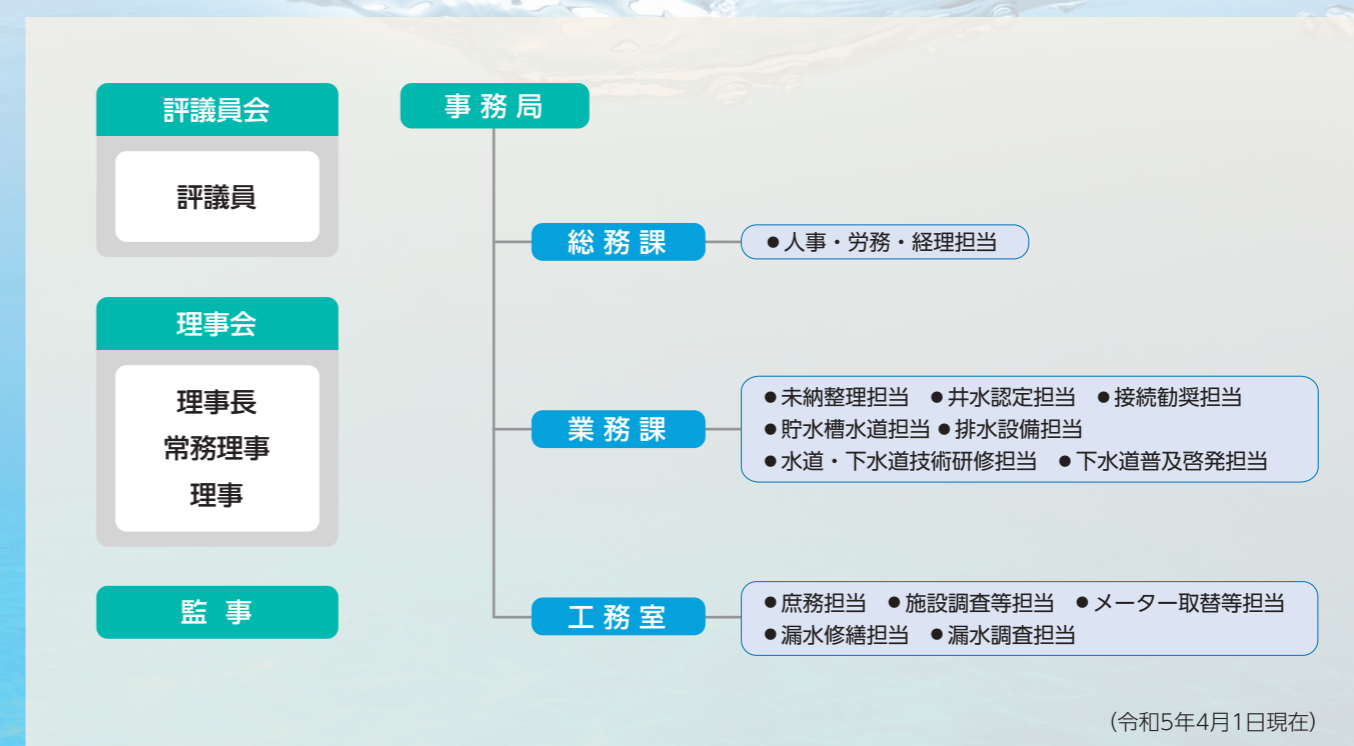 評議員会
評議員
理事会
理事長
常務理事
理事
監 事
事 務 局
総 務 課
●人事・労務・経理担当
業 務 課
●未納整理担当 ●井水認定担当 ●接続勧奨担当
●貯水槽水道担当 ●排水設備担当
●水道・下水道技術研修担当 ●下水道普及啓発担当
工 務 室
●庶務担当 ●施設調査等担当 ●メーター取替等担当
●漏水修繕担当 ●漏水調査担当
(令和5年4月1日現在)